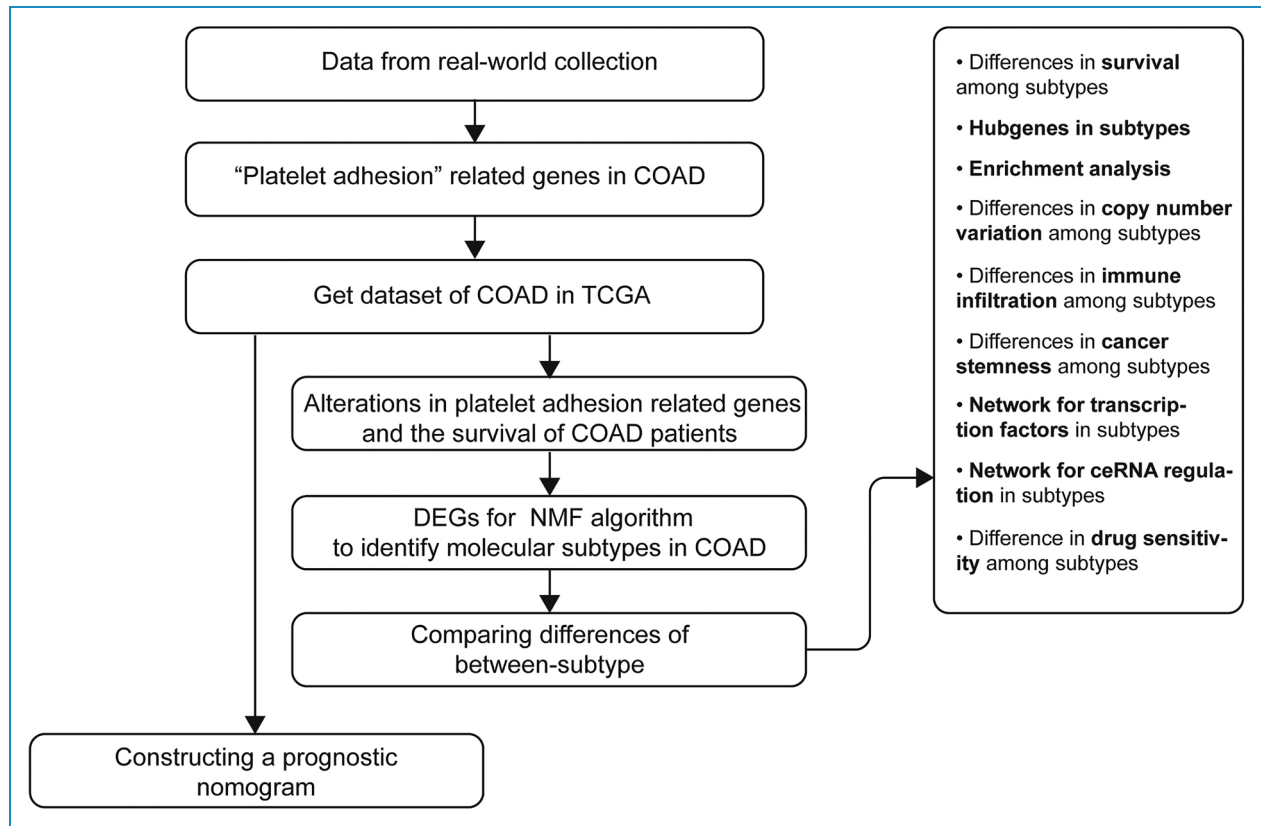 Data from real-world collection
“Platelet adhesion” related genes in COAD
Get dataset of COAD in TCGA
Alterations in platelet adhesion related genes
and the survival of COAD patients
DEGs for NMF algorithm
to identify molecular subtypes in COAD
Comparing differences of
between-subtype
Constructing a prognostic
nomogram
• Differences in survival
among subtypes
• Hubgenes in subtypes
• Enrichment analysis
• Differences in copy number
variation among subtypes
• Differences in immune
infiltration among subtypes
• Differences in cancer
stemness among subtypes
• Network for transcrip-
tion factors in subtypes
• Network for ceRNA regula-
tion in subtypes
• Difference in drug sensitiv-
ity among subtypes